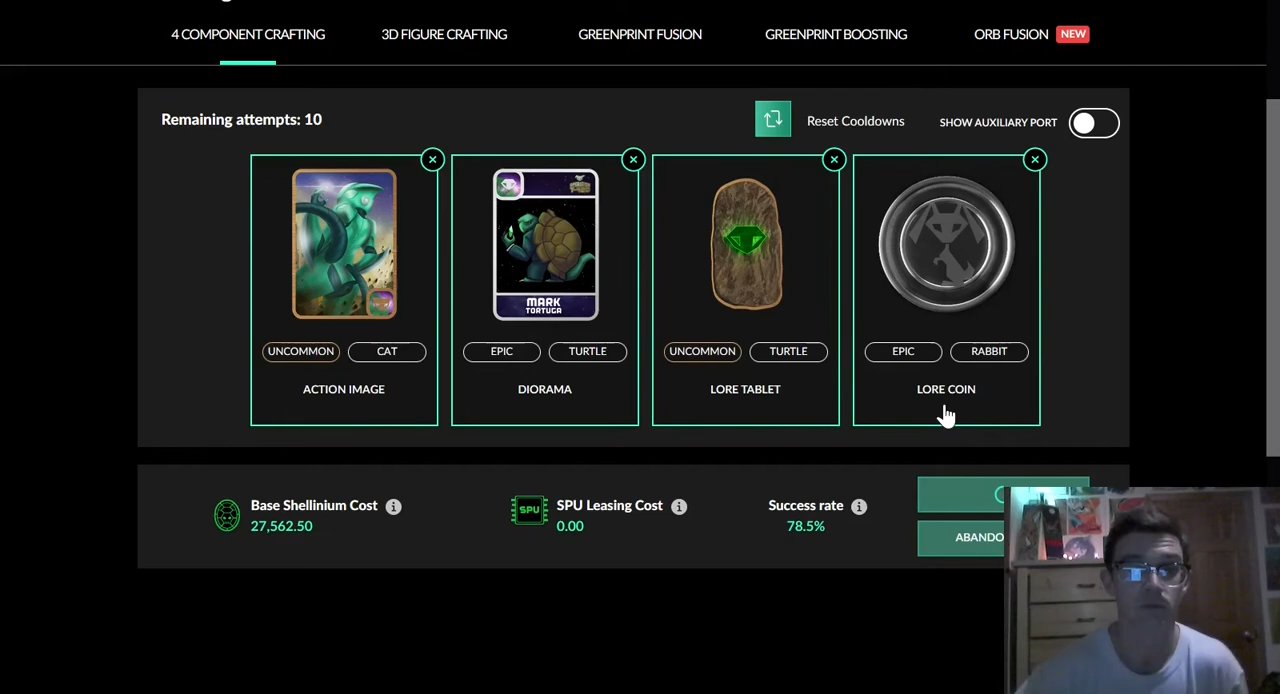 4 COMPONENT CRAFTING 3D FIGURE CRAFTING GREENPRINT FUSION GREENPRINT BOOSTING ORB FUSION NEW
Remaining attempts: 10 Reset Cooldowns SHOW AUXILIARY PORT
MARK
TORTUGA
UNCOMMON CAT EPIC TURTLE UNCOMMON TURTLE EPIC RABBIT
ACTION IMAGE DIORAMA LORE TABLET LORE COIN
Base Shellinium Cost SPU SPU Leasing Cost Success rate
27,562.50 0.00 78.5%
ABANDO